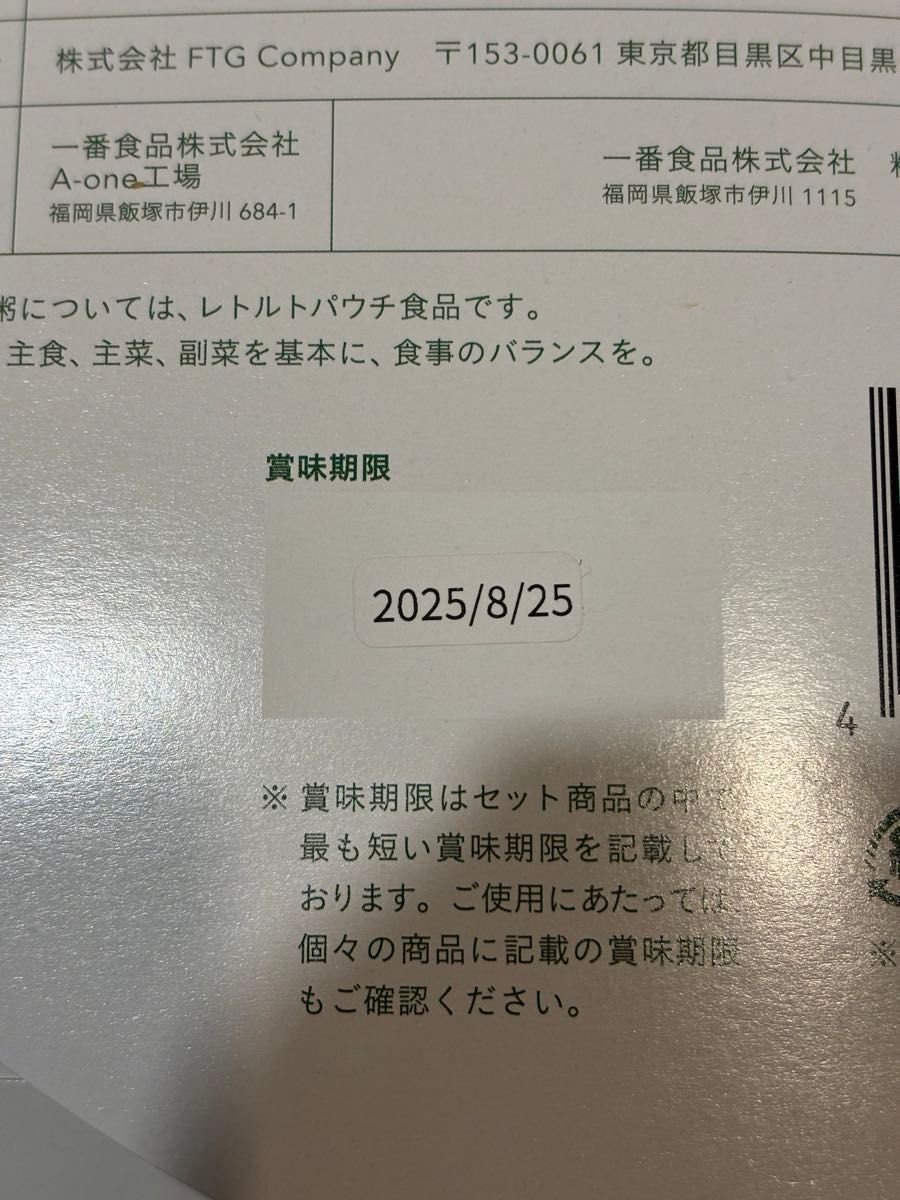 株式会社 FTG Company 〒153-0061 東京都目黒区中目黒
一番食品株式会社
A-one工場
福岡県飯塚市伊川 684-1
一番食品株式会社
福岡県飯塚市伊川 1115
粥については、レトルトパウチ食品です。
主食、主菜、副菜を基本に、食事のバランスを。
賞味期限
2025/8/25
※ 賞味期限はセット商品の中で
最も短い賞味期限を記載して
おります。ご使用にあたっては、
個々の商品に記載の賞味期限
もご確認ください。
4
※